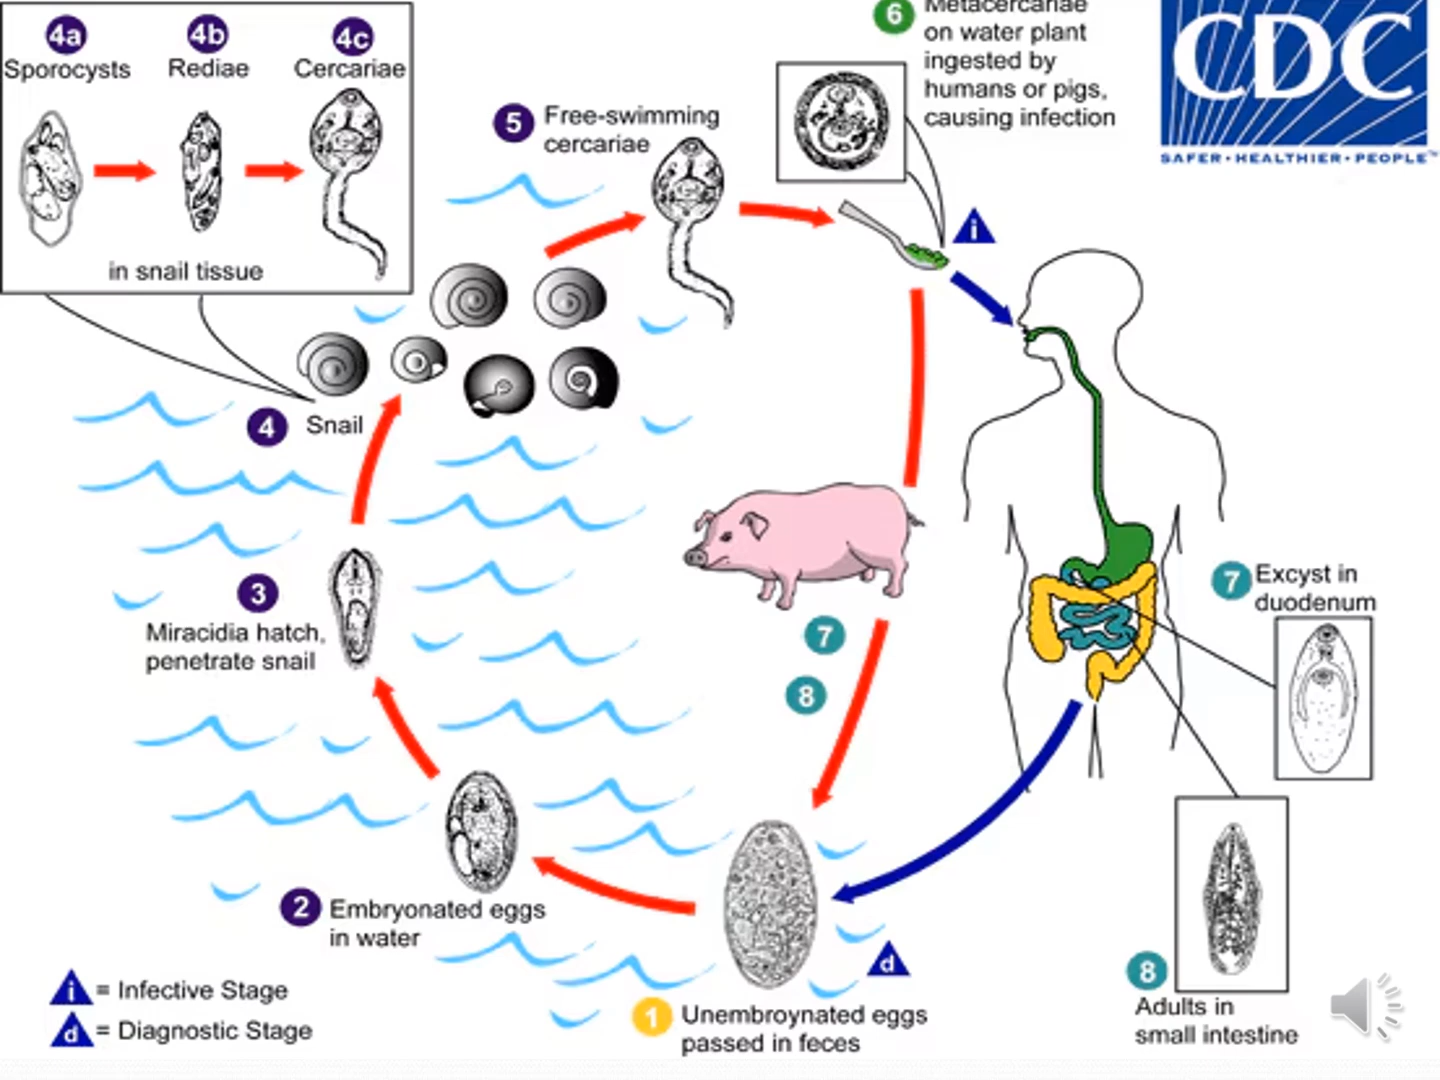 4a
Sporocysts
4b
Rediae
4c
Cercariae
in snail tissue
5
Free-swimming
cercariae
6
Metacercariae
on water plant
ingested by
humans or pigs,
causing infection
CDC
SAFER·HEALTHIER·PEOPLE™
i
4
Snail
3
Miracidia hatch,
penetrate snail
7
8
7
Excyst in
duodenum
2
Embryonated eggs
in water
d
1
Unembroynated eggs
passed in feces
8
Adults in
small intestine
i = Infective Stage
d = Diagnostic Stage